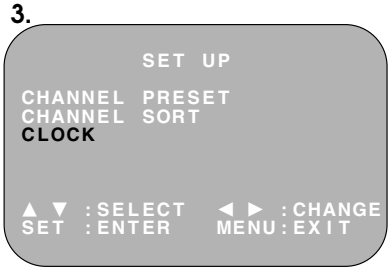 3.
SET UP
CHANNEL PRESET
CHANNEL SORT
CLOCK
▲ ▼ :SELECT ◀ ▶ :CHANGE
SET :ENTER MENU:EXIT